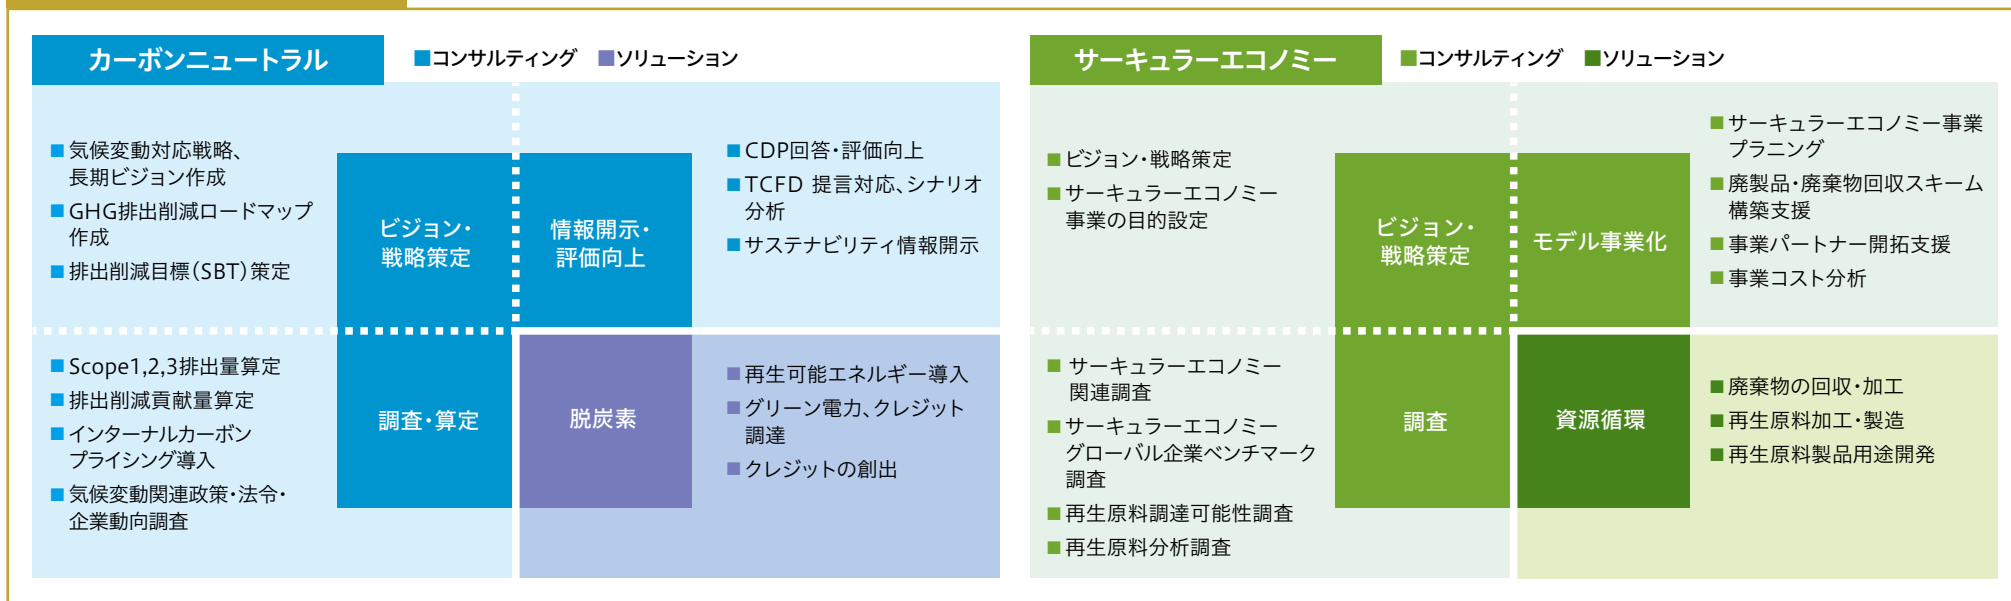 カーボンニュートラル
■コンサルティング ■ソリューション
■気候変動対応戦略、
長期ビジョン作成
■GHG排出削減ロードマップ
作成
■排出削減目標(SBT)策定
ビジョン・
戦略策定
情報開示・
評価向上
■CDP回答・評価向上
■TCFD 提言対応、シナリオ
分析
■サステナビリティ情報開示
■Scope1,2,3排出量算定
■排出削減貢献量算定
■インターナルカーボン
プライシング導入
■気候変動関連政策・法令・
企業動向調査
調査・算定
脱炭素
■再生可能エネルギー導入
■グリーン電力、クレジット
調達
■クレジットの創出
サーキュラーエコノミー
■コンサルティング ■ソリューション
■ビジョン・戦略策定
■サーキュラーエコノミー
事業の目的設定
ビジョン・
戦略策定
モデル事業化
■サーキュラーエコノミー事業
プラニング
■廃製品・廃棄物回収スキーム
構築支援
■事業パートナー開拓支援
■事業コスト分析
■サーキュラーエコノミー
関連調査
■サーキュラーエコノミー
グローバル企業ベンチマーク
調査
■再生原料調達可能性調査
■再生原料分析調査
調査
資源循環
■廃棄物の回収・加工
■再生原料加工・製造
■再生原料製品用途開発